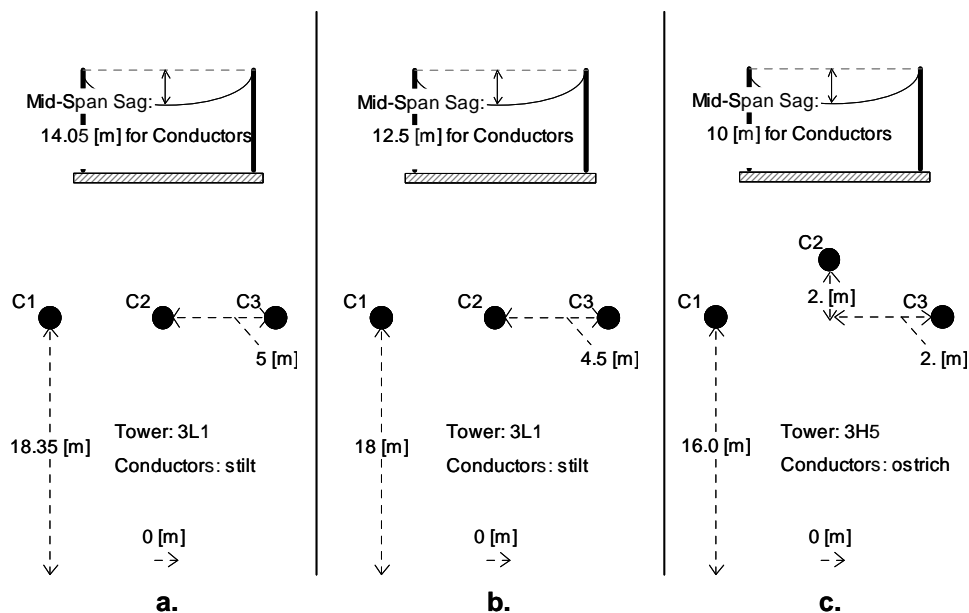 Mid-Span Sag:
14.05 [m] for Conductors
C1
C2
C3
5 [m]
18.35 [m]
Tower: 3L1
Conductors: stilt
0 [m]
a.
Mid-Span Sag:
12.5 [m] for Conductors
C1
C2
C3
4.5 [m]
18 [m]
Tower: 3L1
Conductors: stilt
0 [m]
b.
Mid-Span Sag:
10 [m] for Conductors
C2
C1
2. [m]
C3
2. [m]
16.0 [m]
Tower: 3H5
Conductors: ostrich
0 [m]
c.